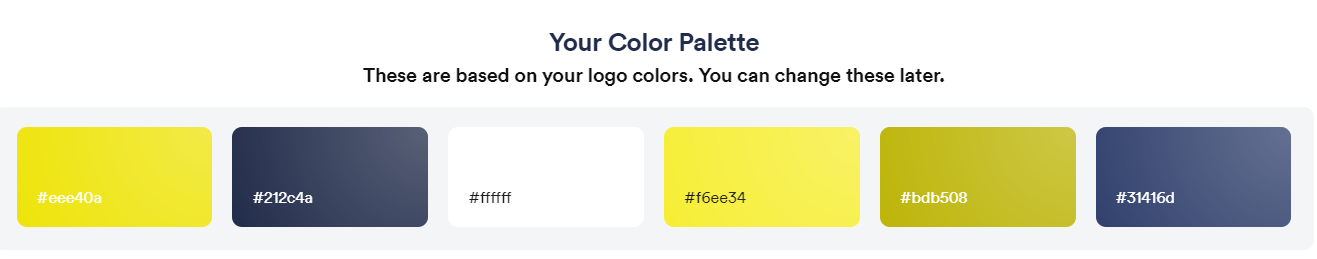 Your Color Palette
These are based on your logo colors. You can change these later.
#eee40a #212c4a #ffffff #f6ee34 #bdb508 #31416d